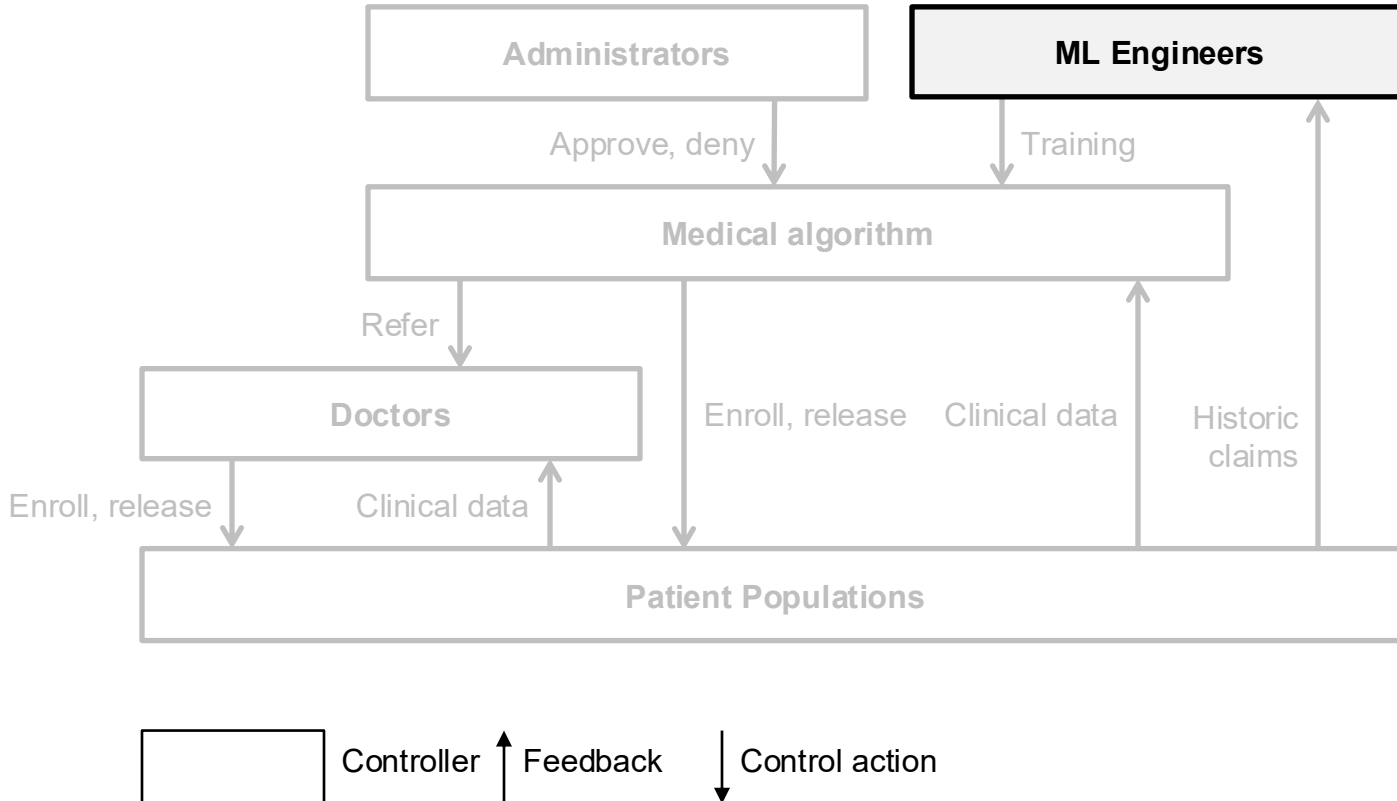 Administrators
ML Engineers
Approve, deny
Training
Medical algorithm
Refer
Doctors
Enroll, release
Clinical data
Historic
claims
Enroll, release
Clinical data
Patient Populations
Controller
Feedback
Control action